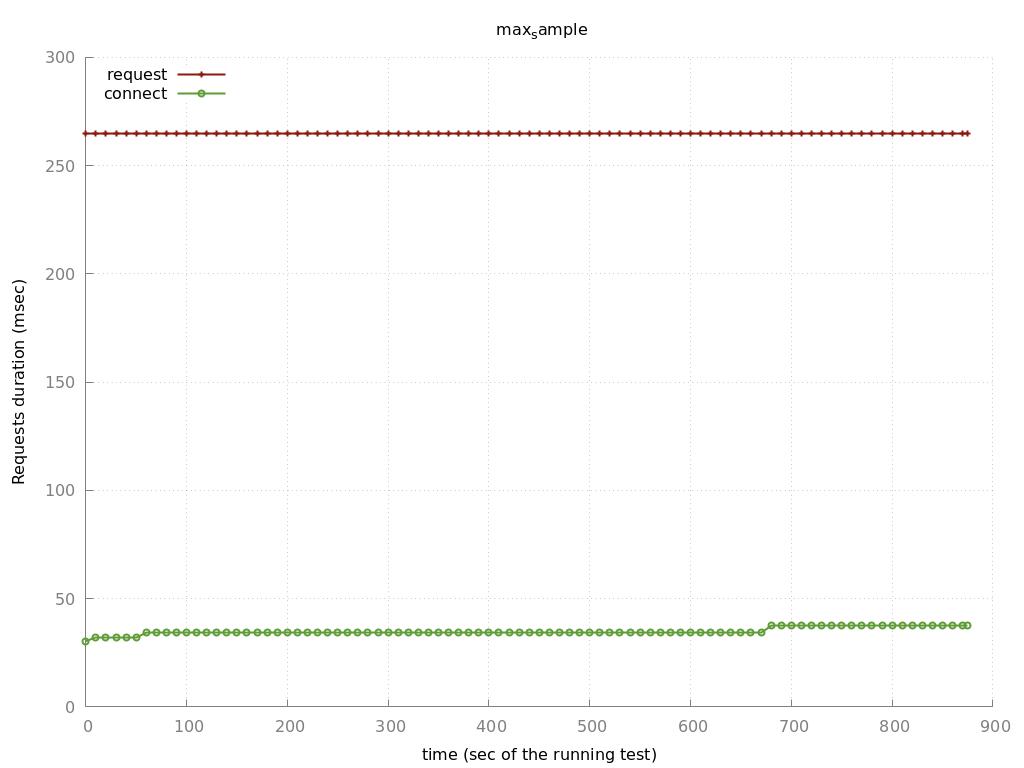 max_sample
300
request
connect
250
200
150
100
50
0
0 100 200 300 400 500 600 700 800 900
Requests duration (msec)
time (sec of the running test)